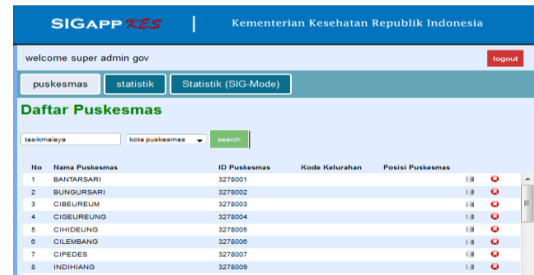 SIGAPP KES | Kementerian Kesehatan Republik Indonesia
welcome super admin gov logout
puskesmas statistik Statistik (SIG-Mode)
Daftar Puskesmas
tasikmalaya kota puskesmas search
No Nama Puskesmas ID Puskesmas Kode Kelurahan Posisi Puskesmas
1 BANTARSARI 3278001
2 BUNGURSARI 3278002
3 CIBEUREUM 3278003
4 CIGEUREUNG 3278004
5 CIHIDEUNG 3278005
6 CILEMBANG 3278006
7 CIPEDES 3278007
8 INDIHIANG 3278009